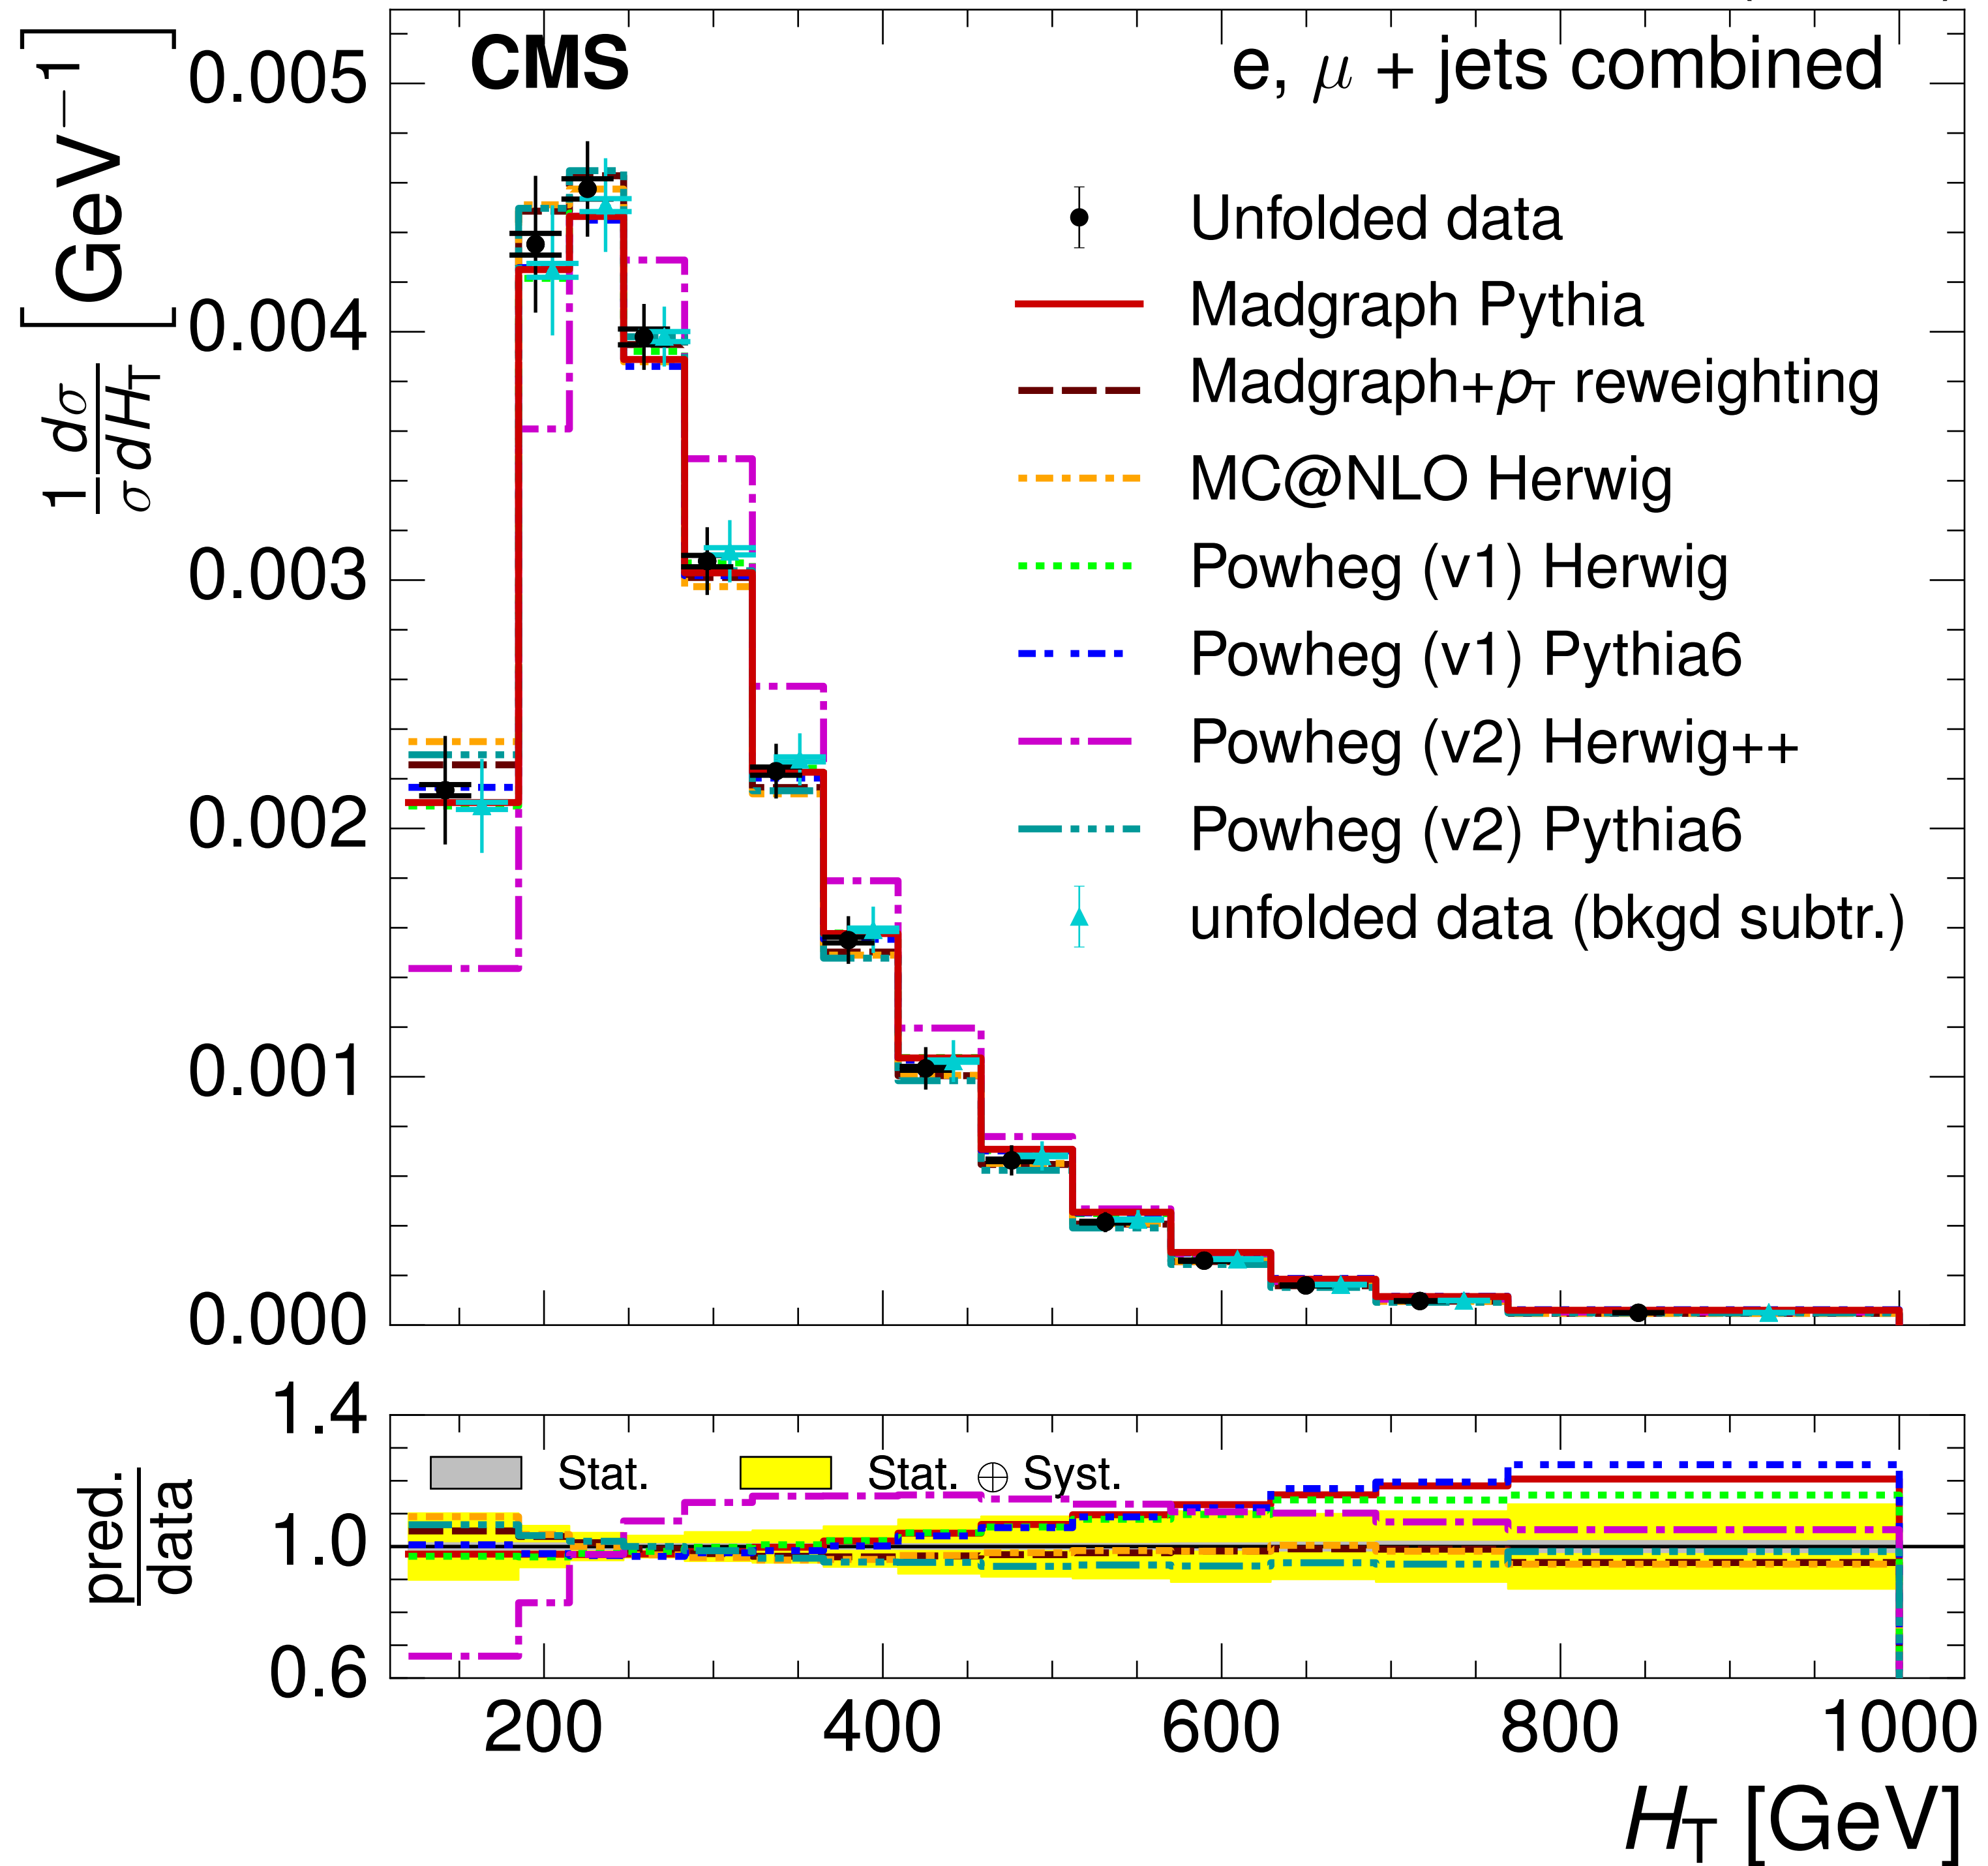 CMS
e, μ + jets combined
1/σ dσ/dH_T [GeV⁻¹]
0.005
0.004
0.003
0.002
0.001
0.000
Unfolded data
Madgraph Pythia
Madgraph+p_T reweighting
MC@NLO Herwig
Powheg (v1) Herwig
Powheg (v1) Pythia6
Powheg (v2) Herwig++
Powheg (v2) Pythia6
unfolded data (bkgd subtr.)
pred.
data
1.4
1.0
0.6
Stat.
Stat. ⊕ Syst.
200 400 600 800 1000
H_T [GeV]